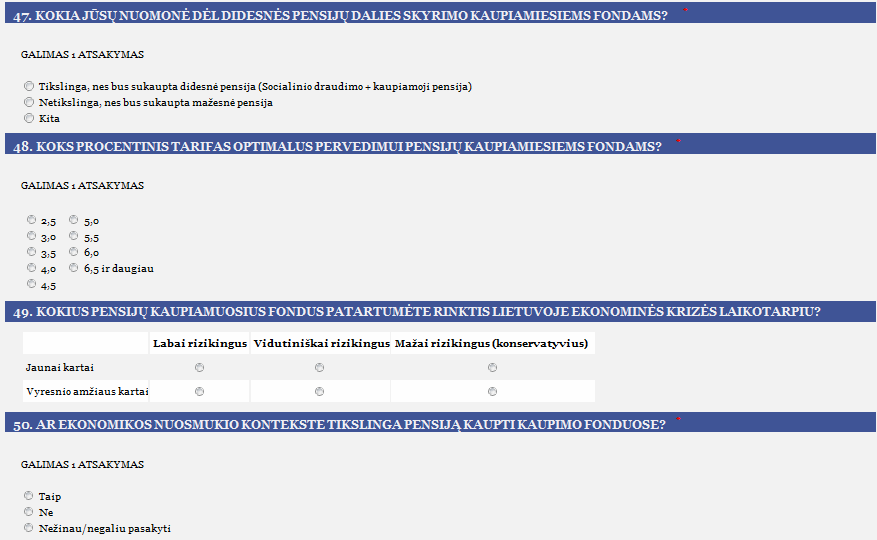 47. KOKIA JŪSŲ NUOMONĖ DĖL DIDESNĖS PENSIJŲ DALIES SKYRIMO KAUPIAMIESIEMS FONDAMS? *
GALIMAS 1 ATSAKYMAS
Tikslinga, nes bus sukaupta didesnė pensija (Socialinio draudimo + kaupiamoji pensija)
Netikslinga, nes bus sukaupta mažesnė pensija
Kita
48. KOKS PROCENTINIS TARIFAS OPTIMALUS PERVEDIMUI PENSIJŲ KAUPIAMIESIEMS FONDAMS? *
GALIMAS 1 ATSAKYMAS
2,5 5,0
3,0 5,5
3,5 6,0
4,0 6,5 ir daugiau
4,5
49. KOKIUS PENSIJŲ KAUPIAMUOSIUS FONDUS PATARTUMĖTE RINKTIS LIETUVOJE EKONOMINĖS KRIZĖS LAIKOTARPIU?
Labai rizikingus Vidutiniškai rizikingus Mažai rizikingus (konservatyvius)
Jaunai kartai
Vyresnio amžiaus kartai
50. AR EKONOMIKOS NUOSMUKIO KONTEKSTE TIKSLINGA PENSIJĄ KAUPTI KAUPIMO FONDUOSE? *
GALIMAS 1 ATSAKYMAS
Taip
Ne
Nežinau/negaliu pasakyti